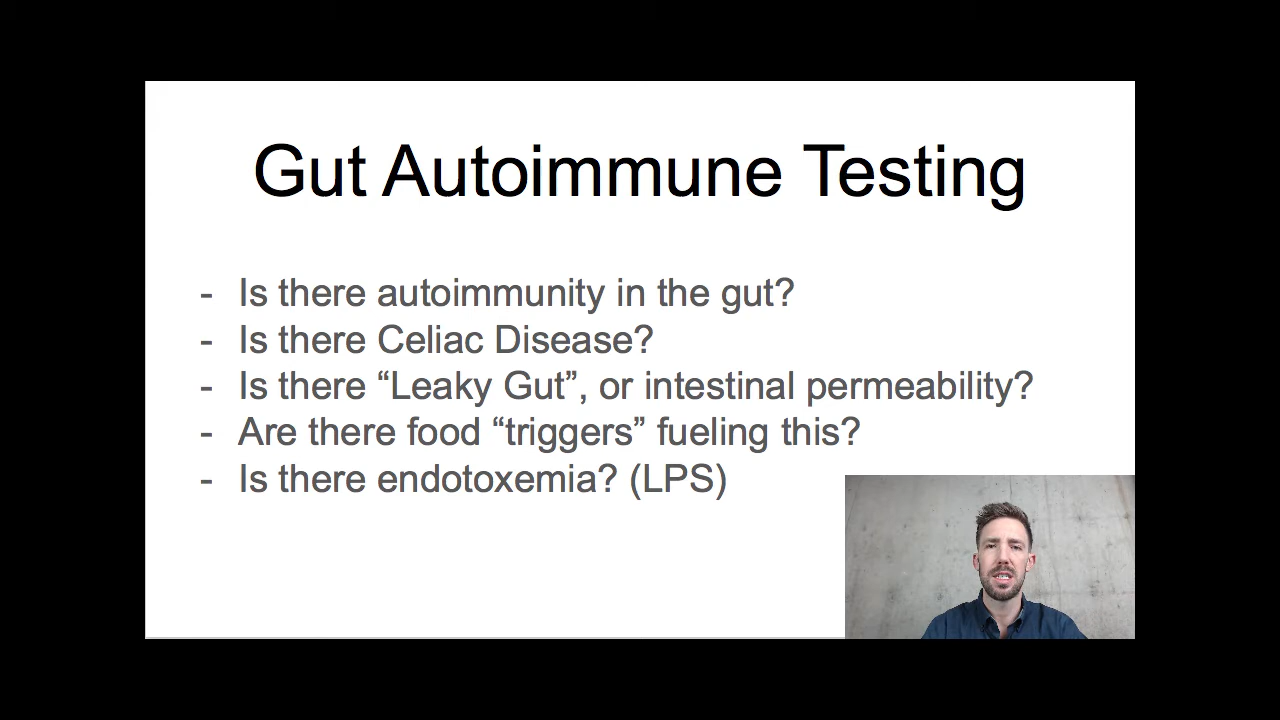 Gut Autoimmune Testing
- Is there autoimmunity in the gut?
- Is there Celiac Disease?
- Is there “Leaky Gut”, or intestinal permeability?
- Are there food “triggers” fueling this?
- Is there endotoxemia? (LPS)